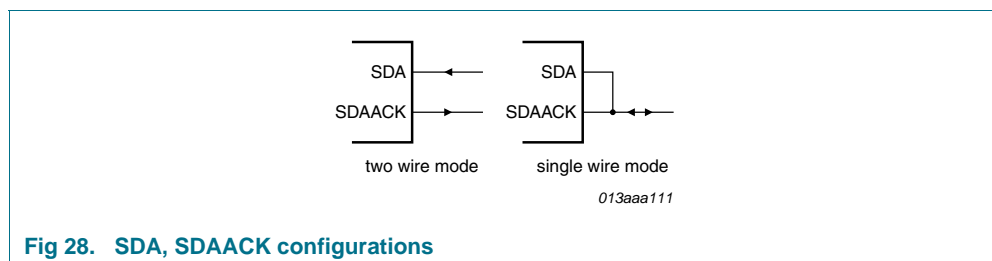 SDA
SDAACK
two wire mode
SDA
SDAACK
single wire mode
013aaa111
Fig 28. SDA, SDAACK configurations